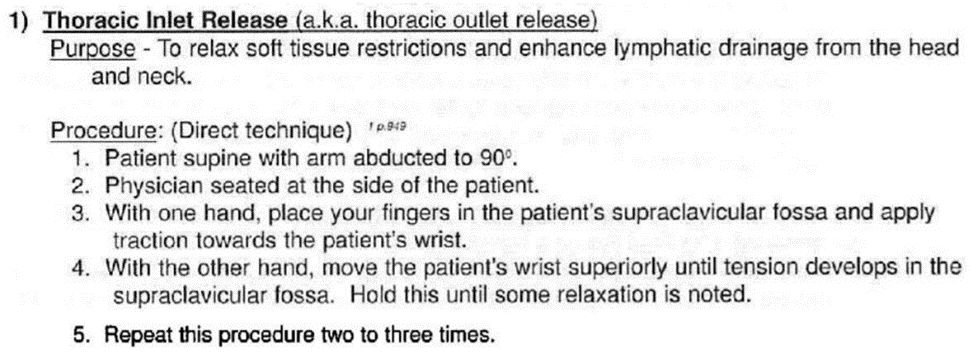 1) Thoracic Inlet Release (a.k.a. thoracic outlet release)
Purpose - To relax soft tissue restrictions and enhance lymphatic drainage from the head
and neck.
Procedure: (Direct technique) 1 p.949
1. Patient supine with arm abducted to 90º.
2. Physician seated at the side of the patient.
3. With one hand, place your fingers in the patient's supraclavicular fossa and apply
traction towards the patient's wrist.
4. With the other hand, move the patient's wrist superiorly until tension develops in the
supraclavicular fossa. Hold this until some relaxation is noted.
5. Repeat this procedure two to three times.